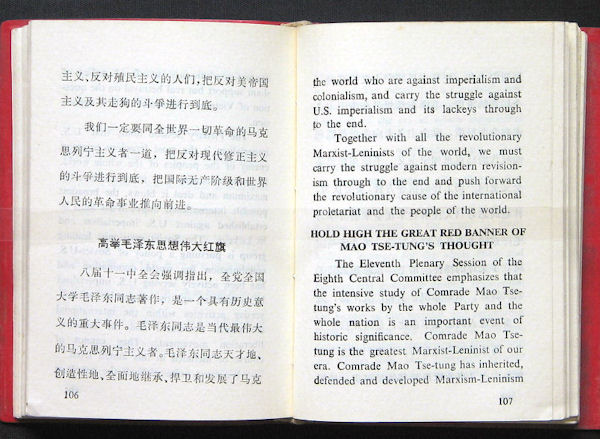 主义、反对殖民主义的人们，把反对美帝国
主义及其走狗的斗争进行到底。
我们一定要同全世界一切革命的马克
思列宁主义者一道，把反对现代修正主义
的斗争进行到底，把国际无产阶级和世界
人民的革命事业推向前进。
高举毛泽东思想伟大红旗
八届十一中全会强调指出，全党全国
大学毛泽东同志著作，是一个具有历史意
义的重大事件。毛泽东同志是当代最伟大
的马克思列宁主义者。毛泽东同志天才地、
创造性地、全面地继承、捍卫和发展了马克
106
the world who are against imperialism and
colonialism, and carry the struggle against
U.S. imperialism and its lackeys through
to the end.
Together with all the revolutionary
Marxist-Leninists of the world, we must
carry the struggle against modern revision-
ism through to the end and push forward
the revolutionary cause of the international
proletariat and the people of the world.
HOLD HIGH THE GREAT RED BANNER OF
MAO TSE-TUNG'S THOUGHT
The Eleventh Plenary Session of the
Eighth Central Committee emphasizes that
the intensive study of Comrade Mao Tse-
tung's works by the whole Party and the
whole nation is an important event of
historic significance. Comrade Mao Tse-
tung is the greatest Marxist-Leninist of our
era. Comrade Mao Tse-tung has inherited,
defended and developed Marxism-Leninism
107